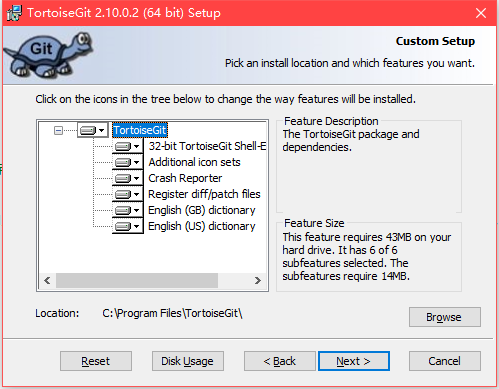 TortoiseGit 2.10.0.2 (64 bit) Setup
Git
Custom Setup
Pick an install location and which features you want.
Click on the icons in the tree below to change the way features will be installed.
TortoiseGit
32-bit TortoiseGit Shell-E
Additional icon sets
Crash Reporter
Register diff/patch files
English (GB) dictionary
English (US) dictionary
Feature Description
The TortoiseGit package and
dependencies.
Feature Size
This feature requires 43MB on your
hard drive. It has 6 of 6
subfeatures selected. The
subfeatures require 14MB.
Location: C:\Program Files\TortoiseGit\
Browse
Reset Disk Usage < Back Next > Cancel